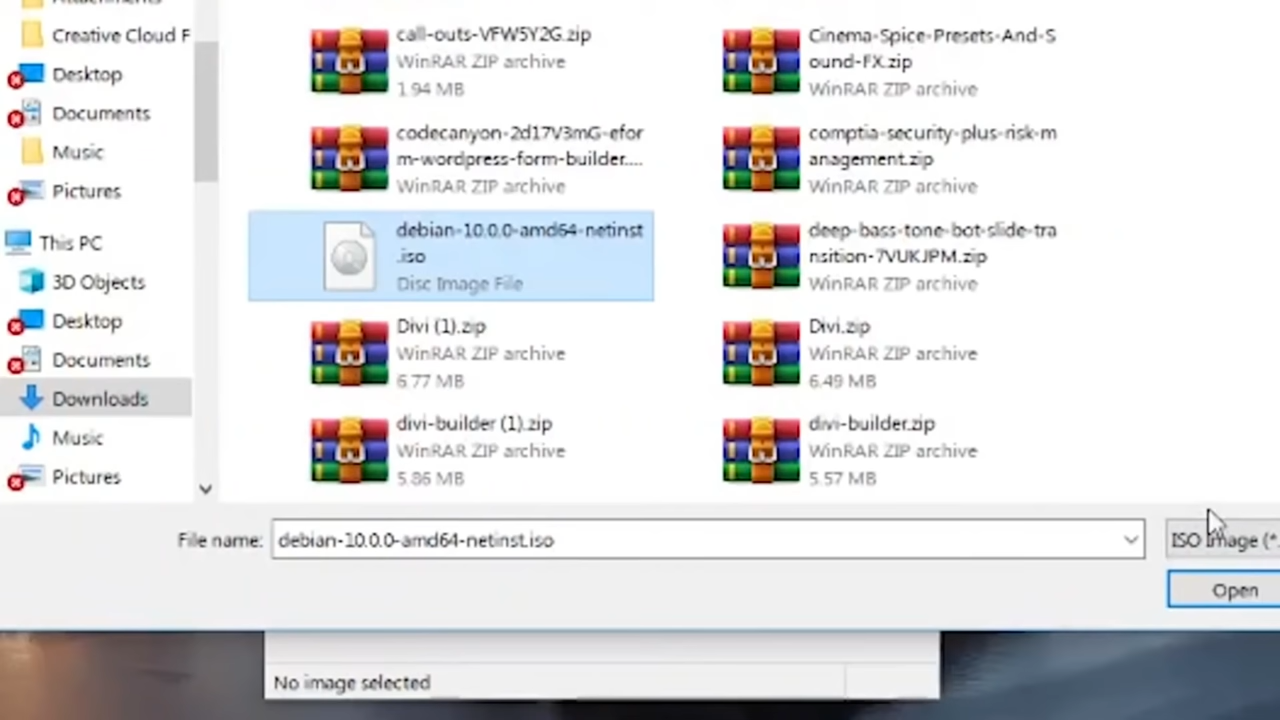 Attachments
Creative Cloud F
Desktop
Documents
Music
Pictures
This PC
3D Objects
Desktop
Documents
Downloads
Music
Pictures
call-outs-VFW5Y2G.zip
WinRAR ZIP archive
1.94 MB
Cinema-Spice-Presets-And-S
ound-FX.zip
WinRAR ZIP archive
codecanyon-2d17V3mG-efor
m-wordpress-form-builder....
WinRAR ZIP archive
comptia-security-plus-risk-m
anagement.zip
WinRAR ZIP archive
debian-10.0.0-amd64-netinst
.iso
Disc Image File
deep-bass-tone-bot-slide-tra
nsition-7VUKJPM.zip
WinRAR ZIP archive
Divi (1).zip
WinRAR ZIP archive
6.77 MB
Divi.zip
WinRAR ZIP archive
6.49 MB
divi-builder (1).zip
WinRAR ZIP archive
5.86 MB
divi-builder.zip
WinRAR ZIP archive
5.57 MB
File name: debian-10.0.0-amd64-netinst.iso
ISO Image (*.
Open
No image selected